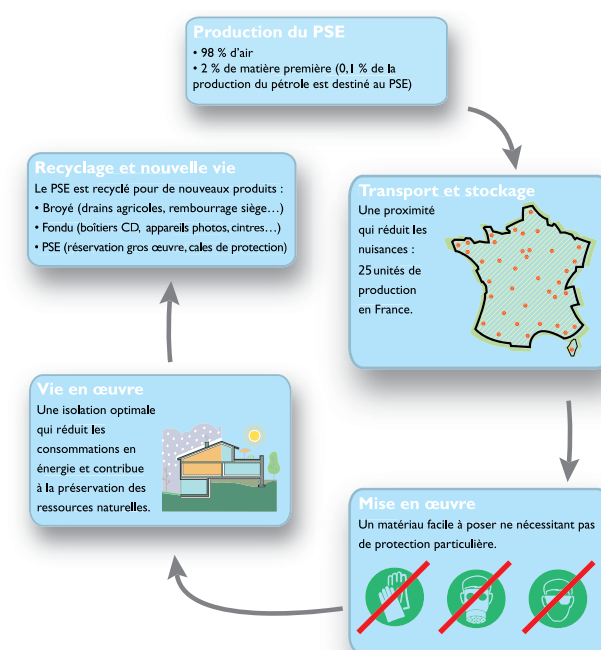 Production du PSE
• 98 % d'air
• 2 % de matière première (0,1 % de la
production du pétrole est destiné au PSE)
Transport et stockage
Une proximité
qui réduit les
nuisances :
25 unités de
production
en France.
Mise en œuvre
Un matériau facile à poser ne nécessitant pas
de protection particulière.
Vie en œuvre
Une isolation optimale
qui réduit les
consommations en
énergie et contribue
à la préservation des
ressources naturelles.
Recyclage et nouvelle vie
Le PSE est recyclé pour de nouveaux produits :
• Broyé (drains agricoles, rembourrage siège…)
• Fondu (boîtiers CD, appareils photos, cintres…)
• PSE (réservation gros œuvre, cales de protection)